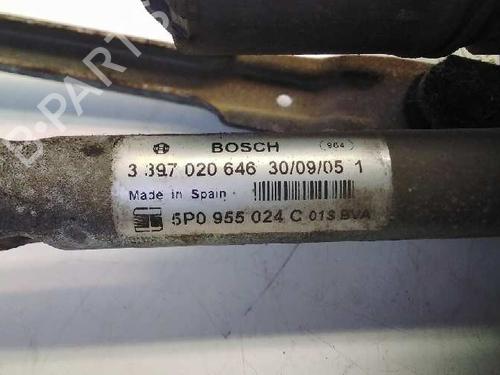 B-PARTS
BOSCH (964)
3 397 020 646 30/09/05 1
Made in Spain
5P0 955 024 C 01S BVA